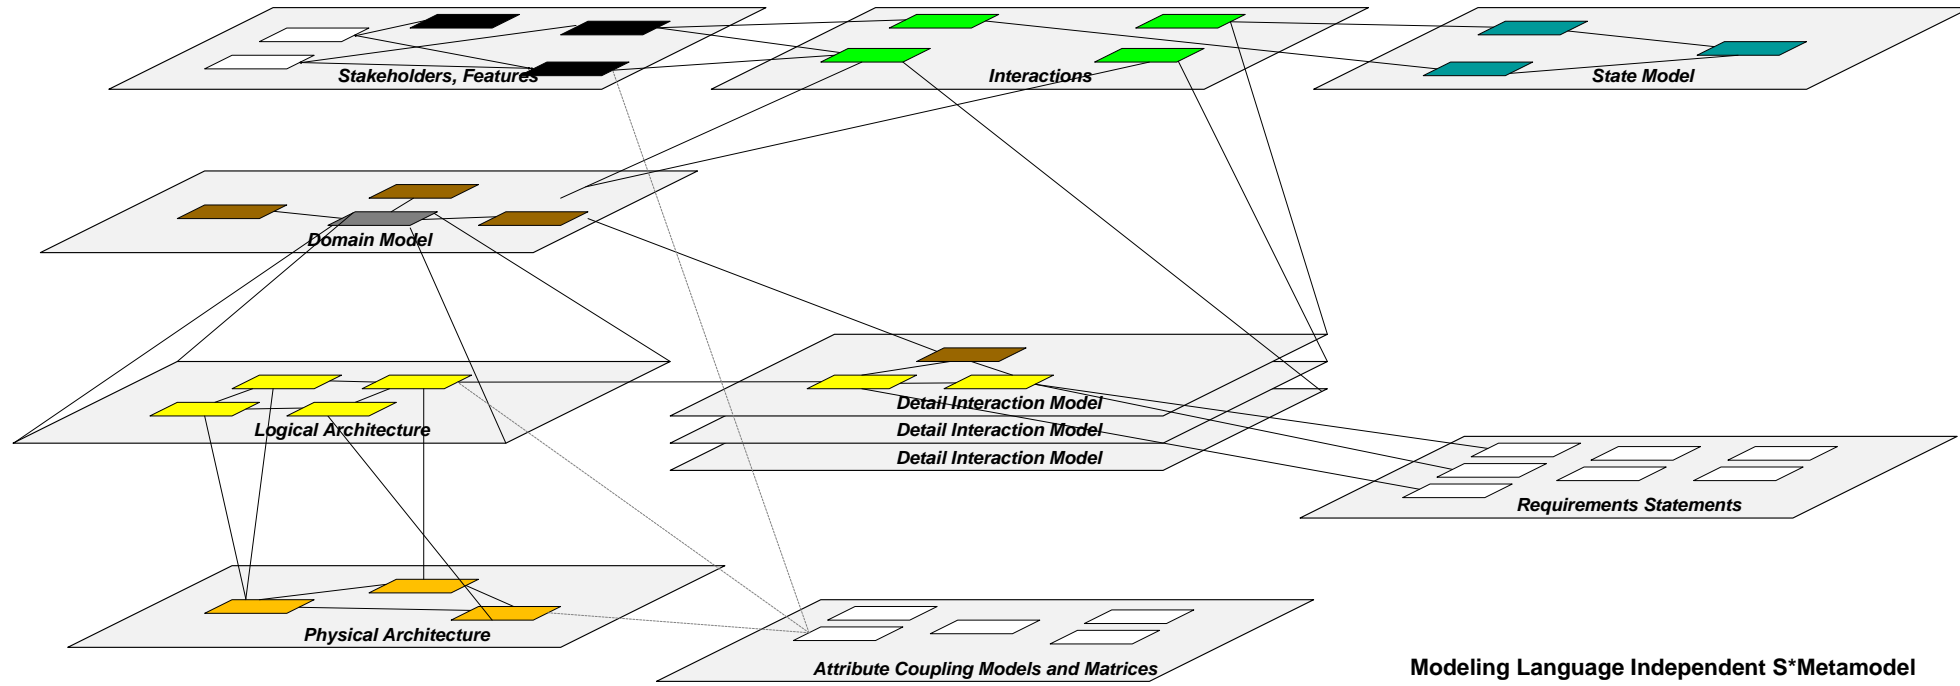 Stakeholders, Features
Interactions
State Model
Domain Model
Logical Architecture
Detail Interaction Model
Detail Interaction Model
Detail Interaction Model
Requirements Statements
Physical Architecture
Attribute Coupling Models and Matrices
Modeling Language Independent S*Metamodel